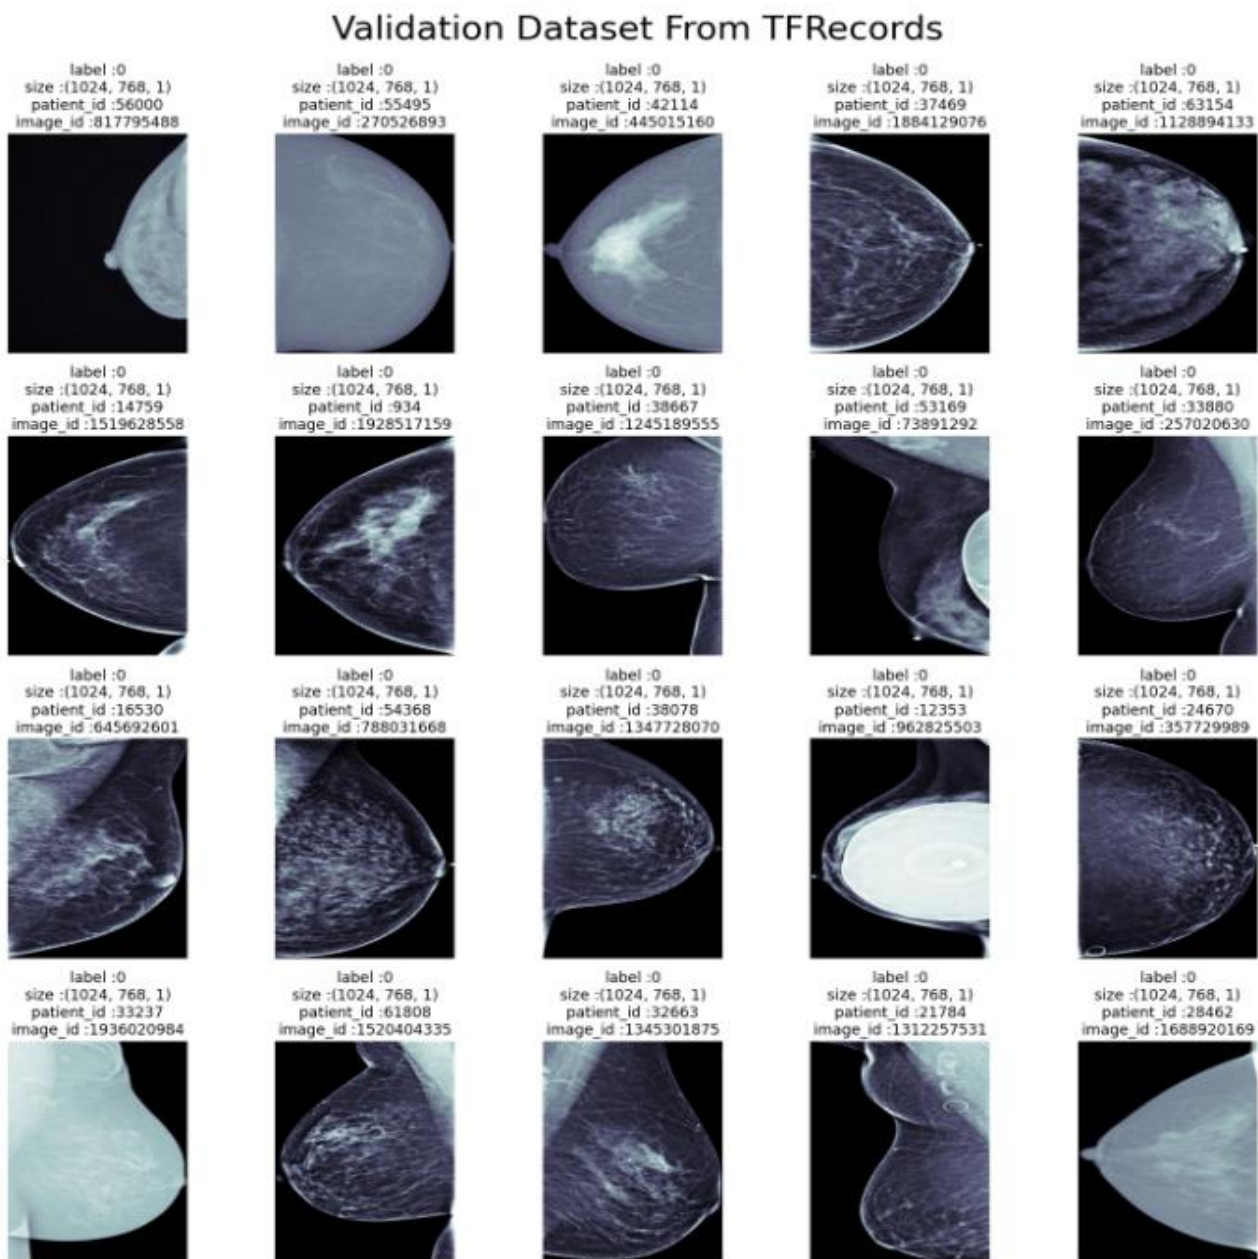 Validation Dataset From TFRecords
label :0
size :(1024, 768, 1)
patient_id :56000
image_id :817795488
label :0
size :(1024, 768, 1)
patient_id :55495
image_id :270526893
label :0
size :(1024, 768, 1)
patient_id :42114
image_id :445015160
label :0
size :(1024, 768, 1)
patient_id :37469
image_id :1884129076
label :0
size :(1024, 768, 1)
patient_id :63154
image_id :1128894133
label :0
size :(1024, 768, 1)
patient_id :14759
image_id :1519628558
label :0
size :(1024, 768, 1)
patient_id :934
image_id :1928517159
label :0
size :(1024, 768, 1)
patient_id :38667
image_id :1245189555
label :0
size :(1024, 768, 1)
patient_id :53169
image_id :73891292
label :0
size :(1024, 768, 1)
patient_id :33880
image_id :257020630
label :0
size :(1024, 768, 1)
patient_id :16530
image_id :645692601
label :0
size :(1024, 768, 1)
patient_id :54368
image_id :788031668
label :0
size :(1024, 768, 1)
patient_id :38078
image_id :1347728070
label :0
size :(1024, 768, 1)
patient_id :12353
image_id :962825503
label :0
size :(1024, 768, 1)
patient_id :24670
image_id :357729989
label :0
size :(1024, 768, 1)
patient_id :33237
image_id :1936020984
label :0
size :(1024, 768, 1)
patient_id :61808
image_id :1520404335
label :0
size :(1024, 768, 1)
patient_id :32663
image_id :1345301875
label :0
size :(1024, 768, 1)
patient_id :21784
image_id :1312257531
label :0
size :(1024, 768, 1)
patient_id :28462
image_id :1688920169